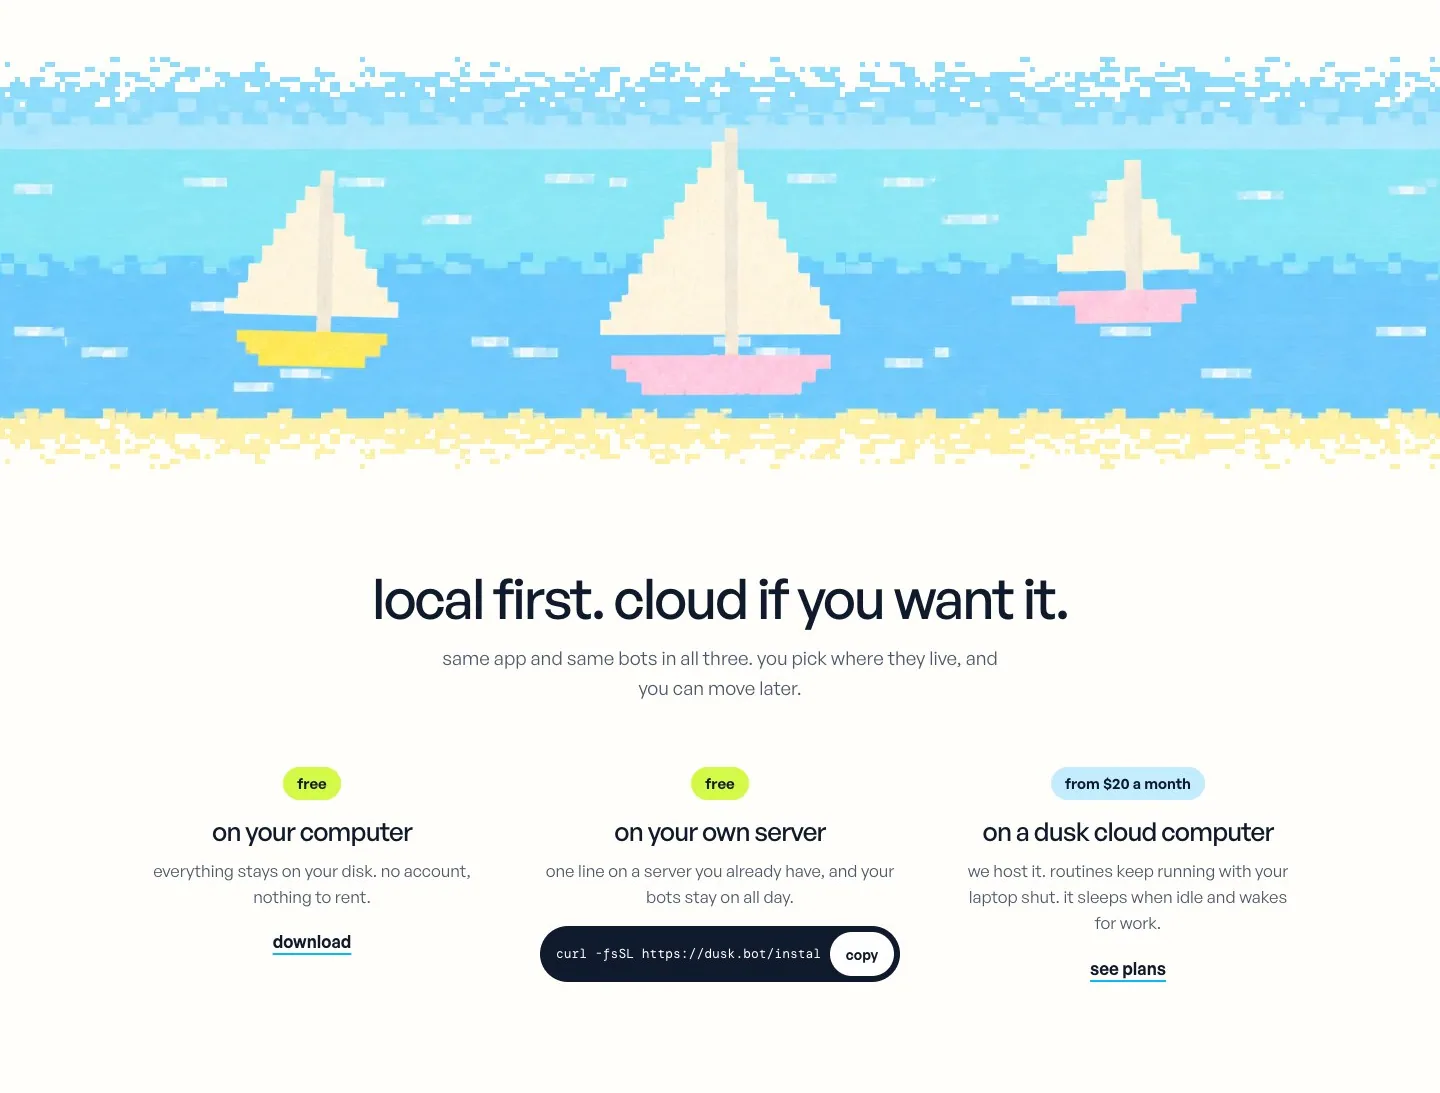 local first. cloud if you want it.
same app and same bots in all three. you pick where they live, and
you can move later.
free
on your computer
everything stays on your disk. no account,
nothing to rent.
download
free
on your own server
one line on a server you already have, and your
bots stay on all day.
curl -fsSL https://dusk.bot/instal
copy
from $20 a month
on a dusk cloud computer
we host it. routines keep running with your
laptop shut. it sleeps when idle and wakes
for work.
see plans